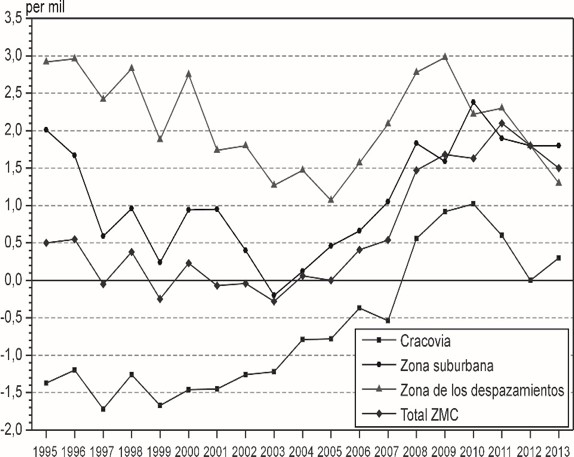 per mil
3,5
3,0
2,5
2,0
1,5
1,0
0,5
0,0
-0,5
-1,0
-1,5
-2,0
Cracovia
Zona suburbana
Zona de los despazamientos
Total ZMC
1995 1996 1997 1998 1999 2000 2001 2002 2003 2004 2005 2006 2007 2008 2009 2010 2011 2012 2013